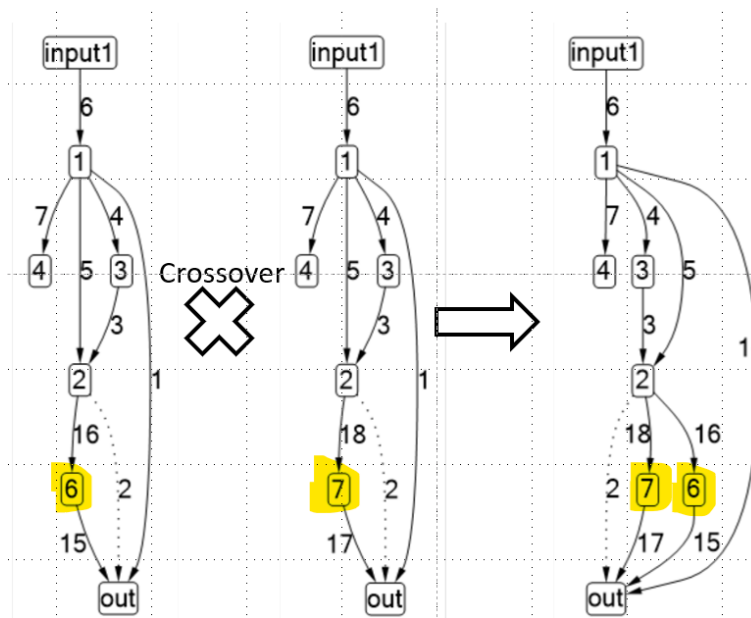 input1 input1 input1
6 6 6
1 1 1
7 4 7 4 7 4
4 5 3 Crossover 4 5 3 4 3 5
3 3 3
1
2 1 2 1 2
16 18 18 16
6 2 7 2 2 7 6
15 17 17 15
out out out